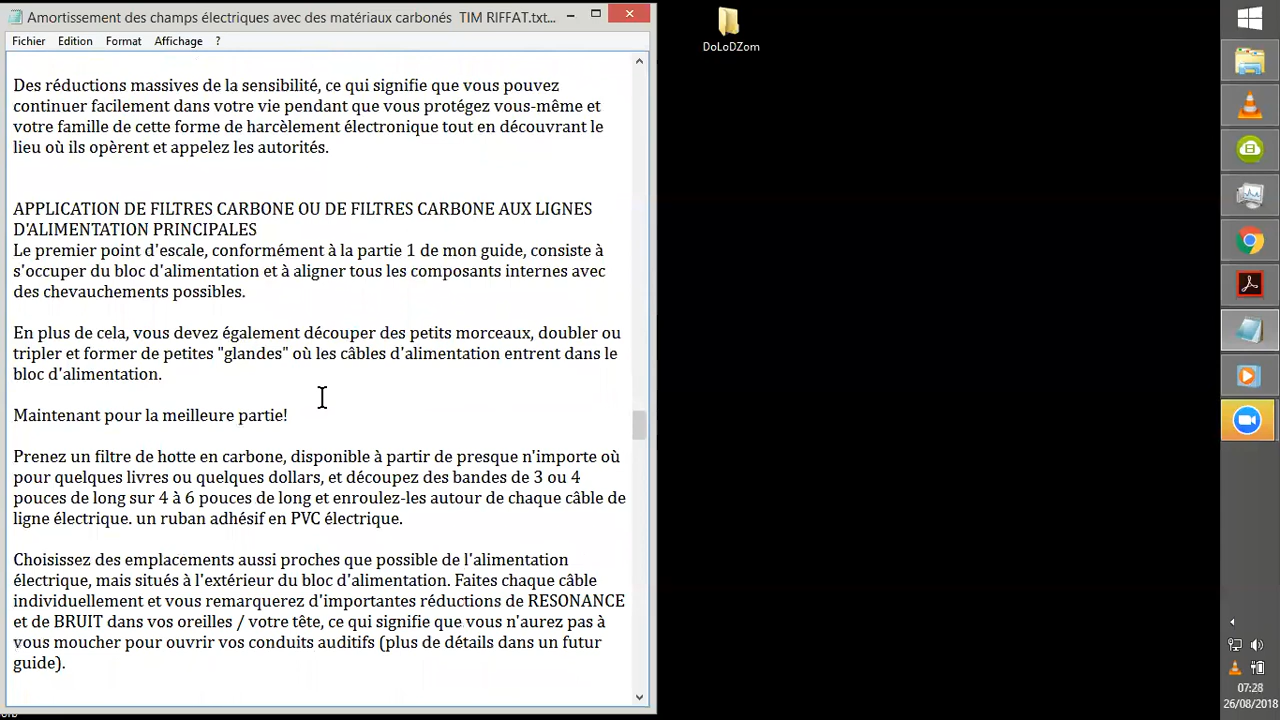 Amortissement des champs électriques avec des matériaux carbonés TIM RIFFAT.txt...
Fichier Edition Format Affichage ?
Des réductions massives de la sensibilité, ce qui signifie que vous pouvez
continuer facilement dans votre vie pendant que vous protégez vous-même et
votre famille de cette forme de harcèlement électronique tout en découvrant le
lieu où ils opèrent et appelez les autorités.
APPLICATION DE FILTRES CARBONE OU DE FILTRES CARBONE AUX LIGNES
D'ALIMENTATION PRINCIPALES
Le premier point d'escale, conformément à la partie 1 de mon guide, consiste à
s'occuper du bloc d'alimentation et à aligner tous les composants internes avec
des chevauchements possibles.
En plus de cela, vous devez également découper des petits morceaux, doubler ou
tripler et former de petites "glandes" où les câbles d'alimentation entrent dans le
bloc d'alimentation.
Maintenant pour la meilleure partie!
Prenez un filtre de hotte en carbone, disponible à partir de presque n'importe où
pour quelques livres ou quelques dollars, et découpez des bandes de 3 ou 4
pouces de long sur 4 à 6 pouces de long et enroulez-les autour de chaque câble de
ligne électrique. un ruban adhésif en PVC électrique.
Choisissez des emplacements aussi proches que possible de l'alimentation
électrique, mais situés à l'extérieur du bloc d'alimentation. Faites chaque câble
individuellement et vous remarquerez d'importantes réductions de RESONANCE
et de BRUIT dans vos oreilles / votre tête, ce qui signifie que vous n'aurez pas à
vous moucher pour ouvrir vos conduits auditifs (plus de détails dans un futur
guide).
DoLoDZom
07:28
26/08/2018